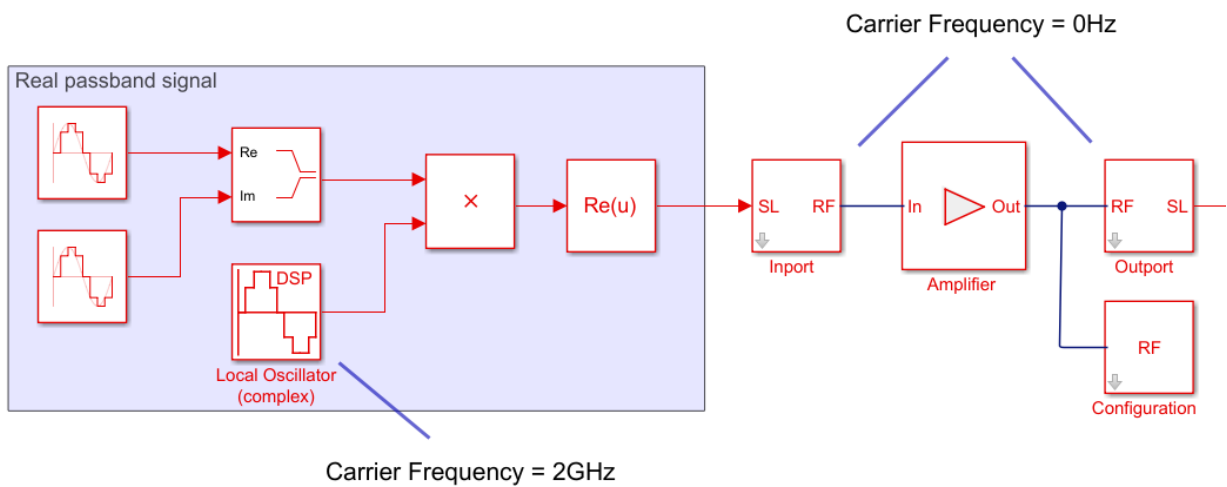 Carrier Frequency = 0Hz
Real passband signal
Re
Im
×
Re(u)
SL RF
Inport
In Out
Amplifier
RF SL
Outport
DSP
Local Oscillator
(complex)
RF
Configuration
Carrier Frequency = 2GHz